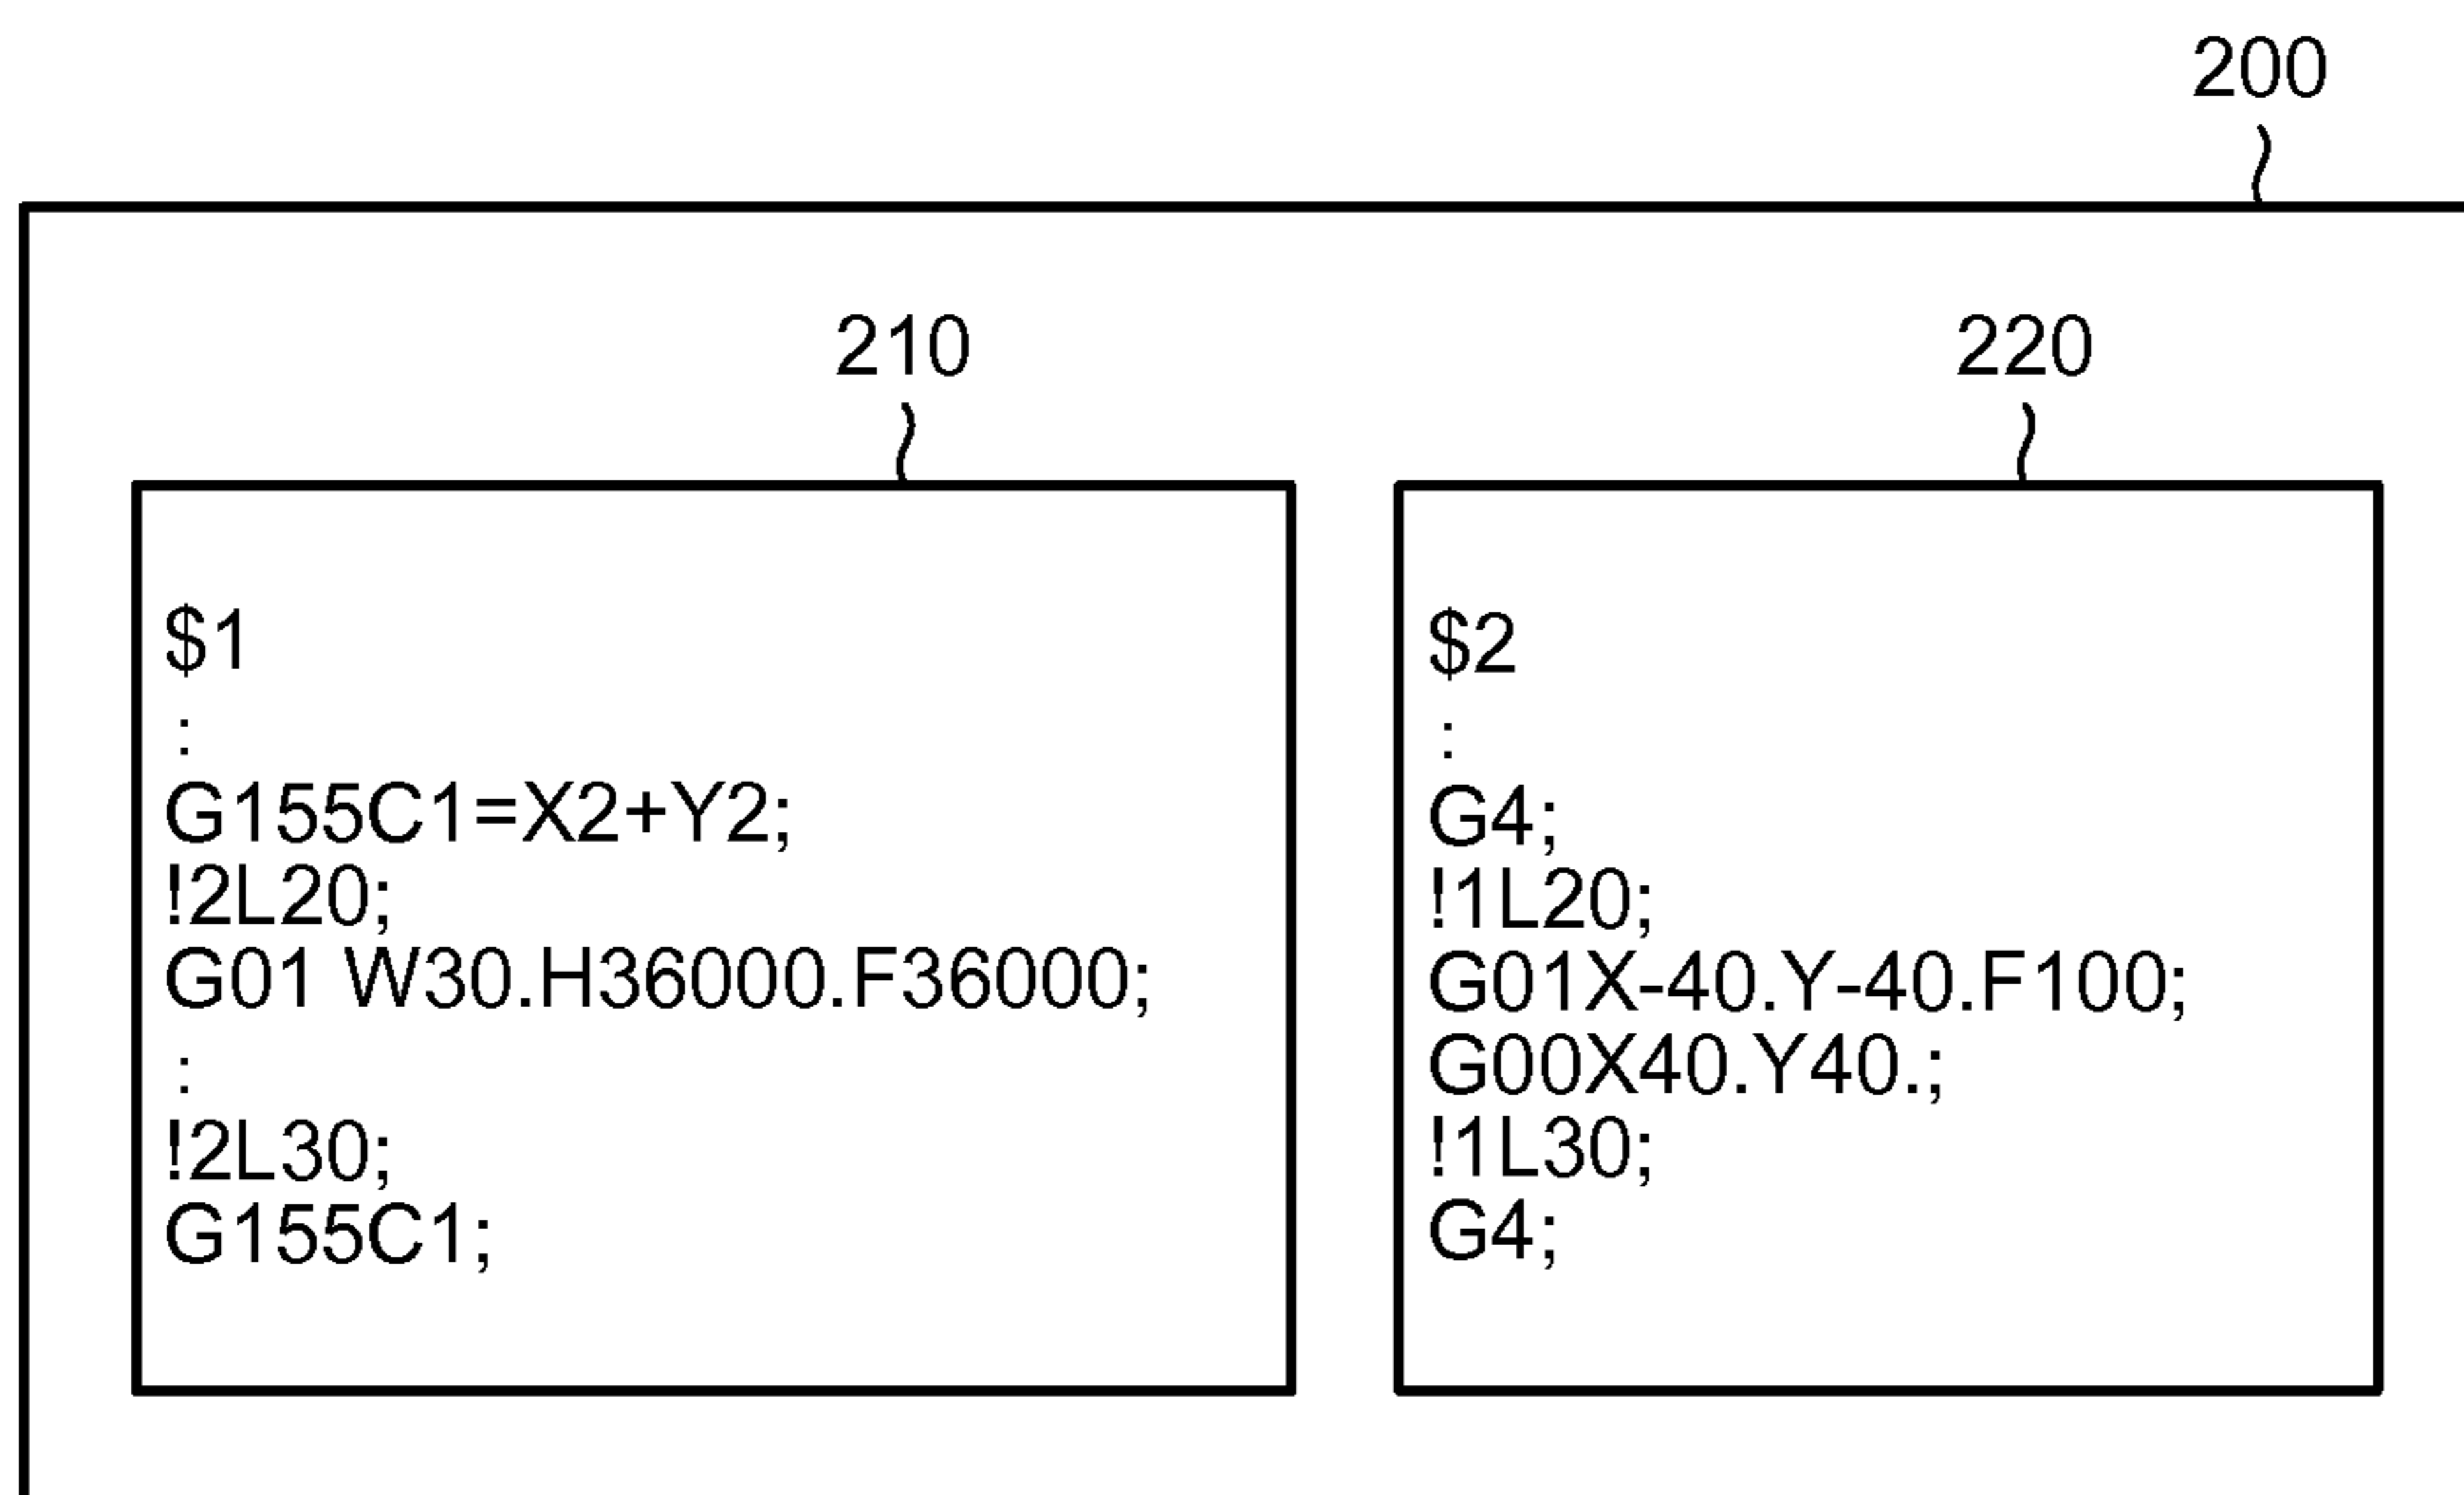 200
210
220
$1
:
G155C1=X2+Y2;
!2L20;
G01 W30.H36000.F36000;
:
!2L30;
G155C1;
$2
:
G4;
!1L20;
G01X-40.Y-40.F100;
G00X40.Y40.;
!1L30;
G4;